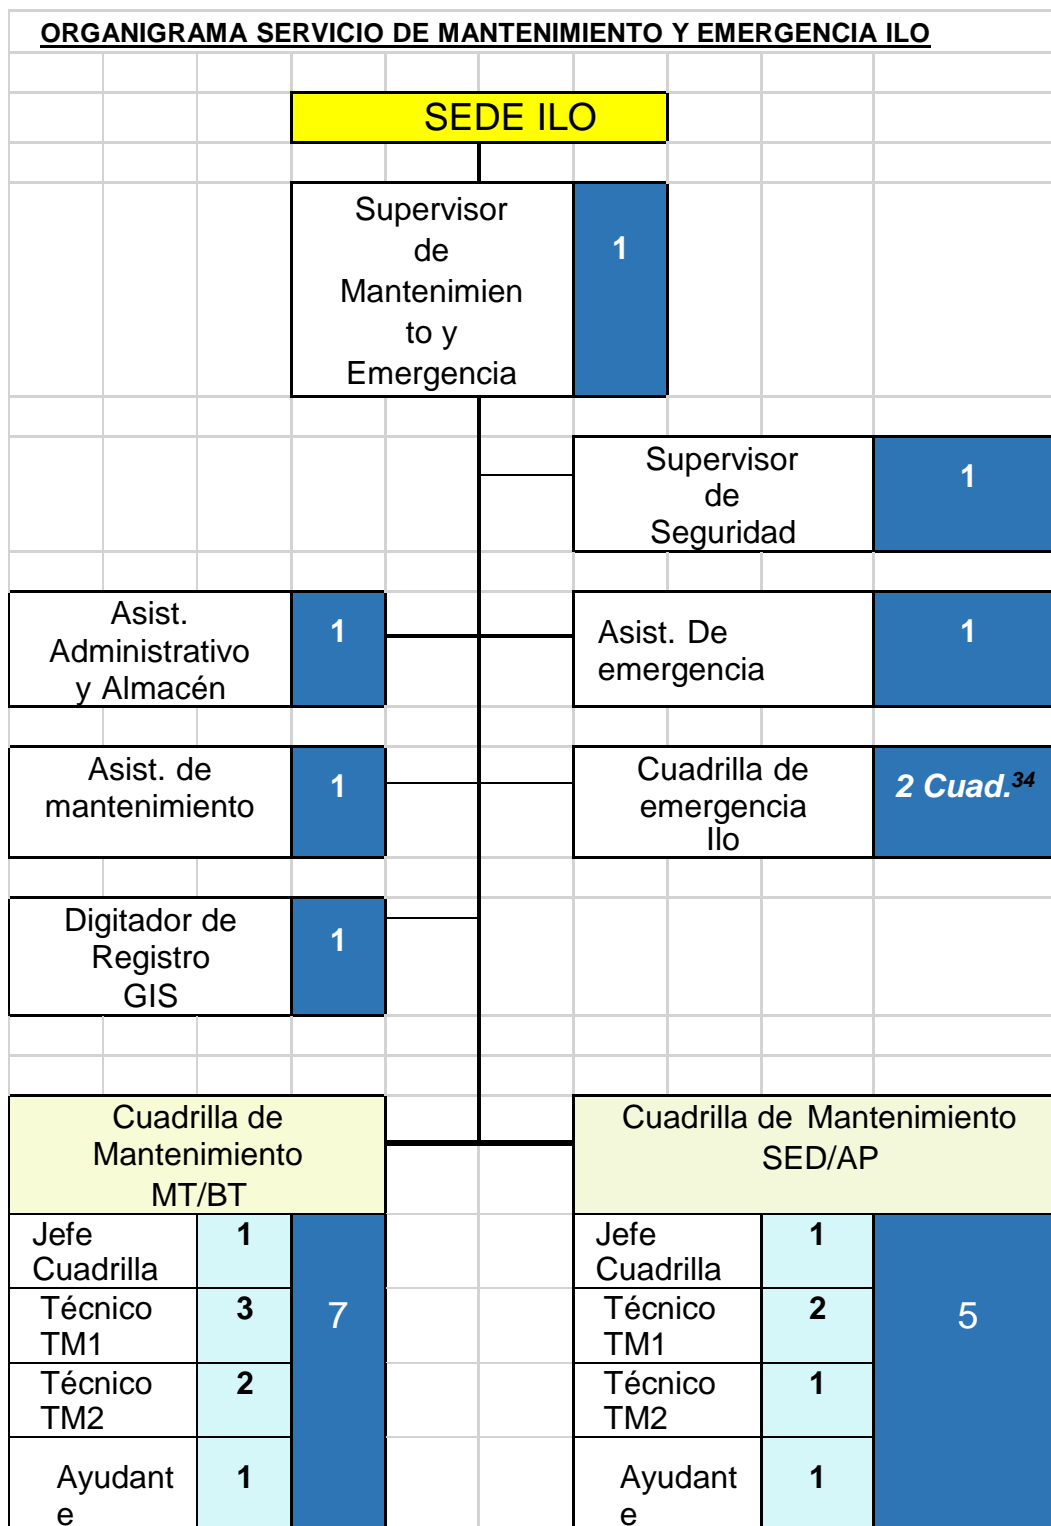 ORGANIGRAMA SERVICIO DE MANTENIMIENTO Y EMERGENCIA ILO
SEDE ILO
Supervisor
de
Mantenimien
to y
Emergencia
1
Supervisor
de
Seguridad
1
Asist.
Administrativo
y Almacén
1
Asist. De
emergencia
1
Asist. de
mantenimiento
1
Cuadrilla de
emergencia
Ilo
2 Cuad.34
Digitador de
Registro
GIS
1
Cuadrilla de
Mantenimiento
MT/BT
Jefe
Cuadrilla
1
Técnico
TM1
3
Técnico
TM2
2
Ayudant
e
1
7
Cuadrilla de Mantenimiento
SED/AP
Jefe
Cuadrilla
1
Técnico
TM1
2
Técnico
TM2
1
Ayudant
e
1
5